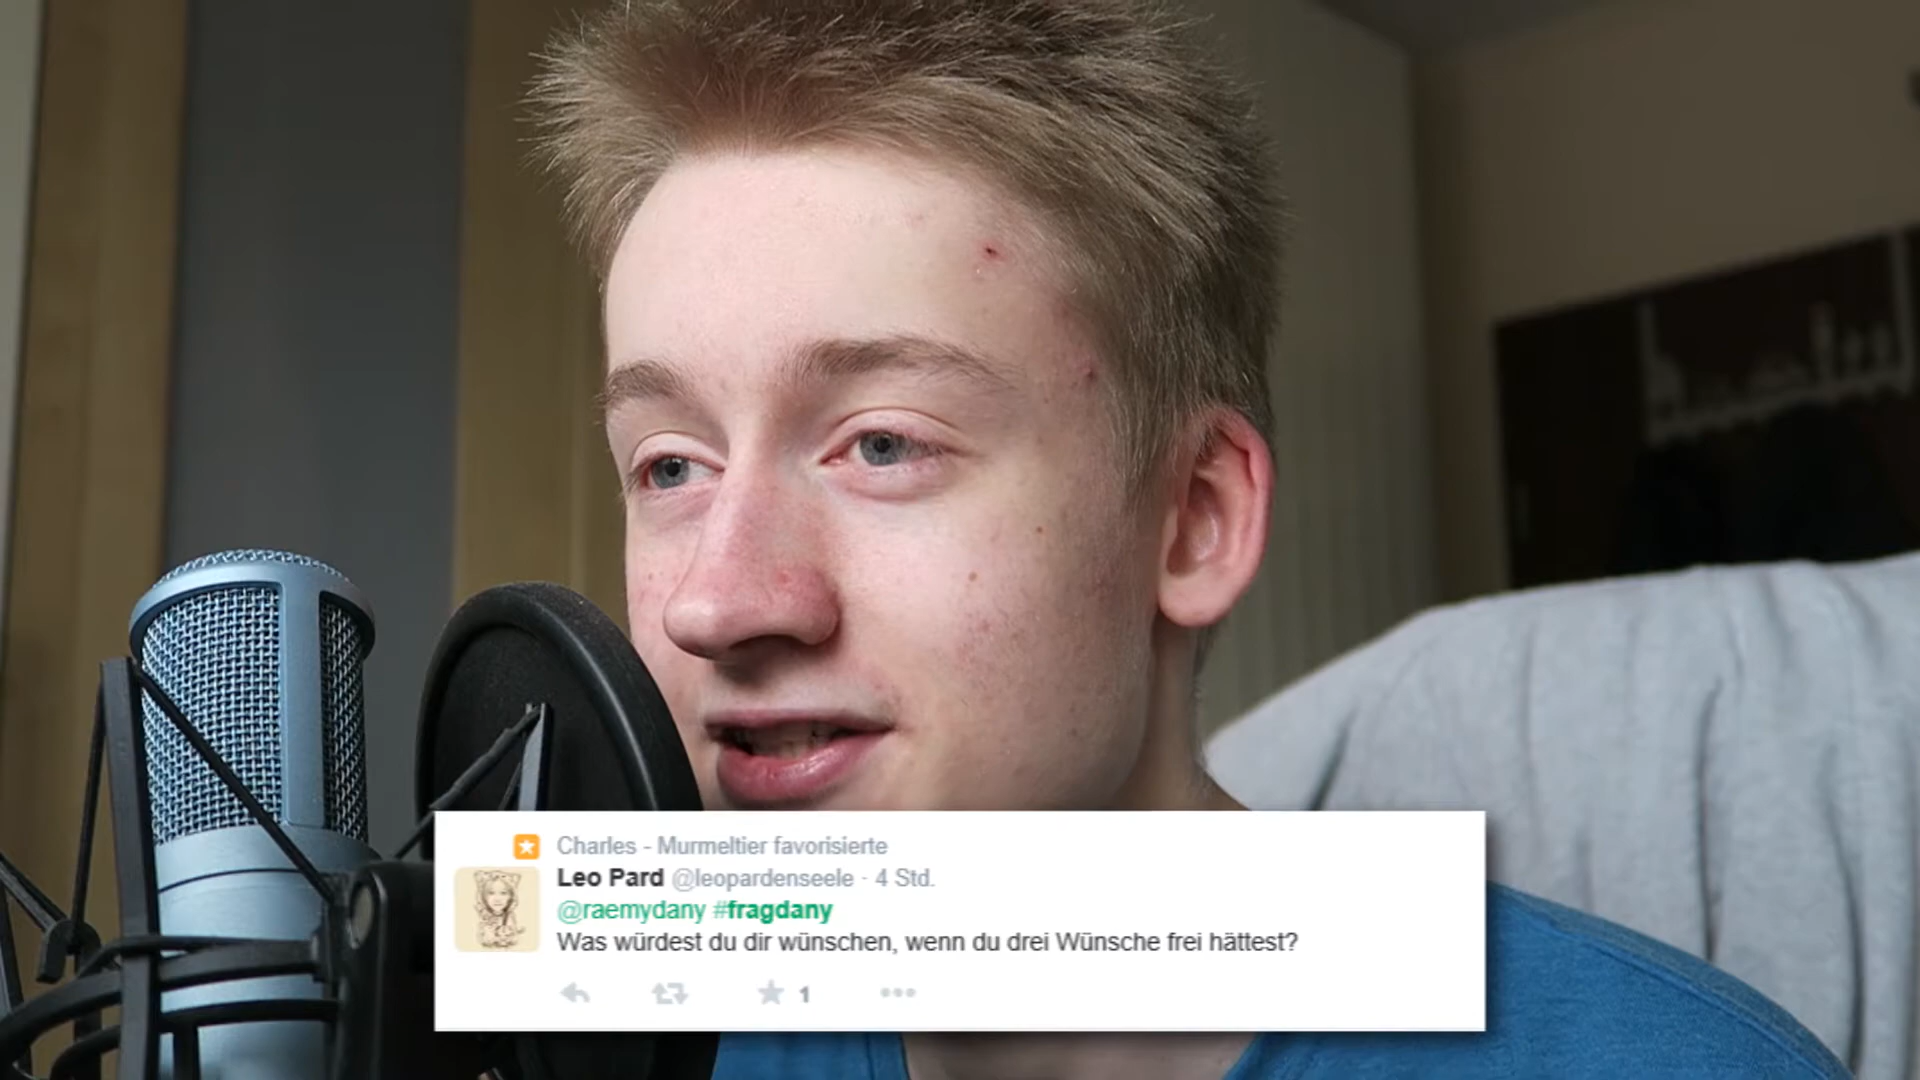 Charles - Murmeltier favorisierte
Leo Pard @leopardenseele · 4 Std.
@raemydany #fragdany
Was würdest du dir wünschen, wenn du drei Wünsche frei hättest?
1